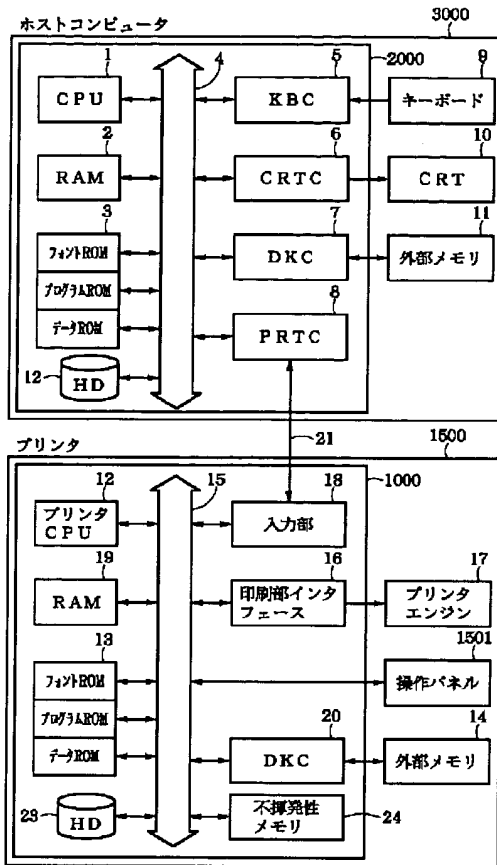 ホストコンピュータ
3000
1
4
5
2000
9
CPU
KBC
キーボード
2
6
10
RAM
CRTC
CRT
3
7
11
フォントROM
プログラムROM
データROM
DKC
外部メモリ
8
PRTC
12
HD
21
プリンタ
1500
12
15
18
1000
プリンタ
CPU
入力部
19
16
17
RAM
印刷部インタ
フェース
プリンタ
エンジン
13
1501
フォントROM
プログラムROM
データROM
操作パネル
20
14
DKC
外部メモリ
23
HD
不揮発性
メモリ
24